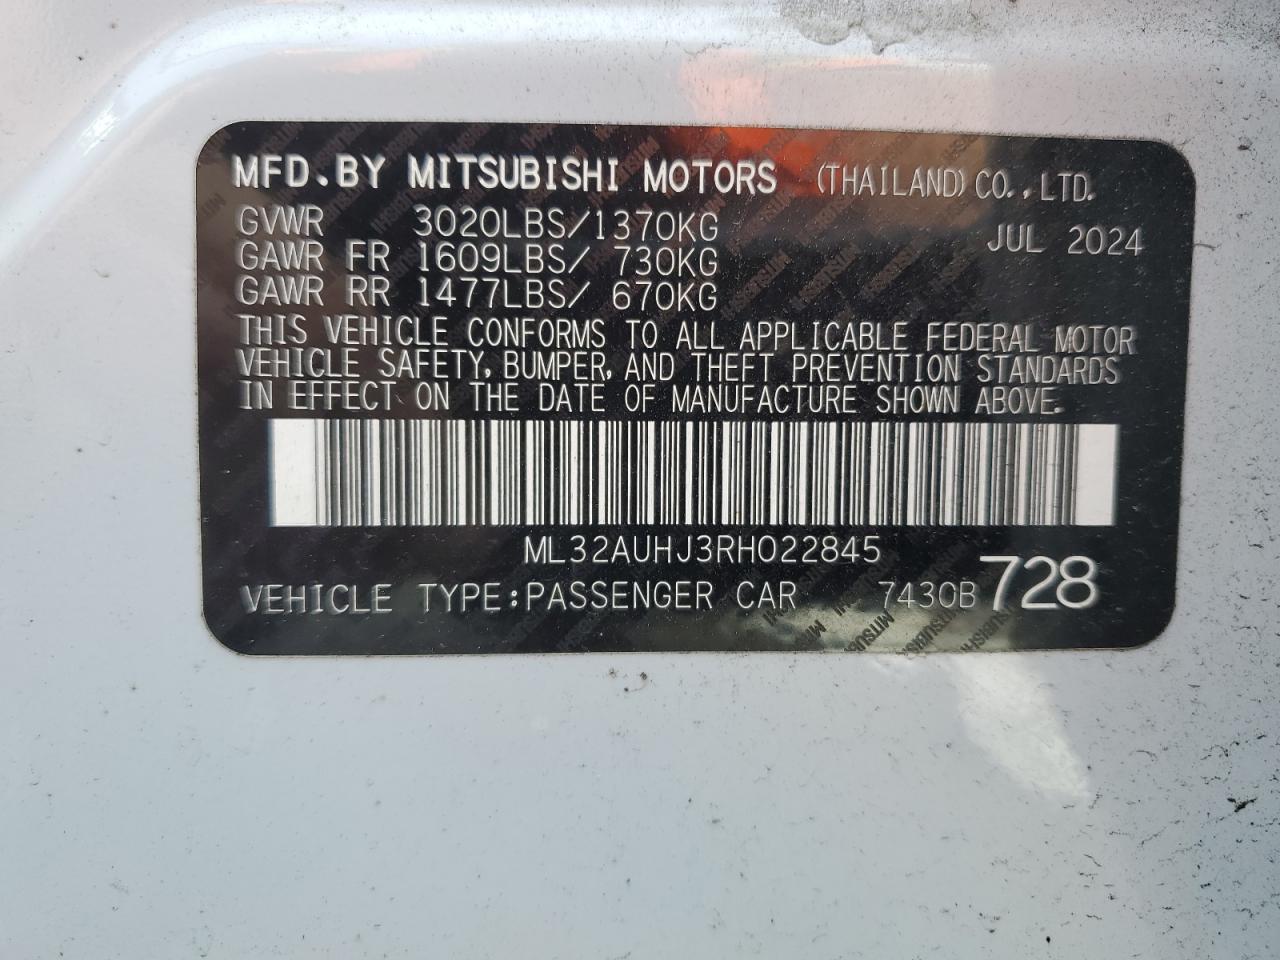 MFD.BY MITSUBISHI MOTORS (THAILAND) CO.,LTD.
GVWR 3020LBS/1370KG JUL 2024
GAWR FR 1609LBS/ 730KG
GAWR RR 1477LBS/ 670KG
THIS VEHICLE CONFORMS TO ALL APPLICABLE FEDERAL MOTOR
VEHICLE SAFETY, BUMPER, AND THEFT PREVENTION STANDARDS
IN EFFECT ON THE DATE OF MANUFACTURE SHOWN ABOVE.
ML32AUHJ3RH022845
VEHICLE TYPE:PASSENGER CAR 7430B 728